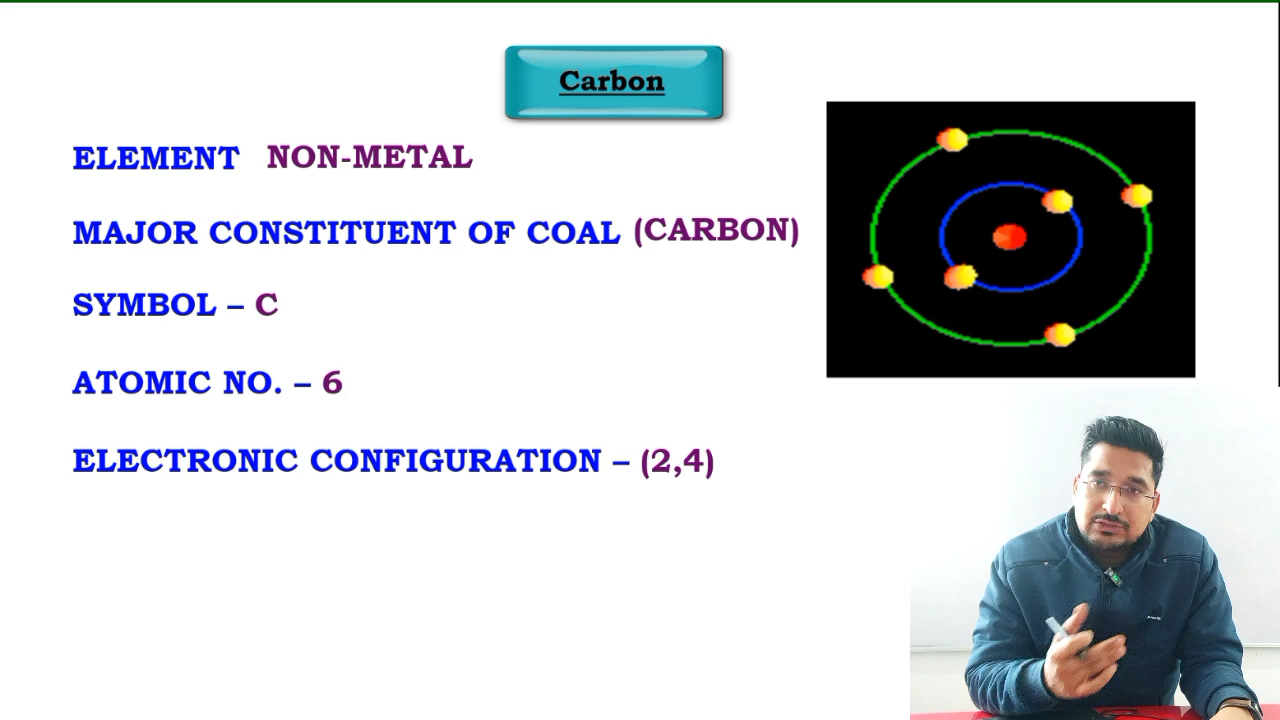 Carbon
ELEMENT NON-METAL
MAJOR CONSTITUENT OF COAL (CARBON)
SYMBOL – C
ATOMIC NO. – 6
ELECTRONIC CONFIGURATION – (2,4)